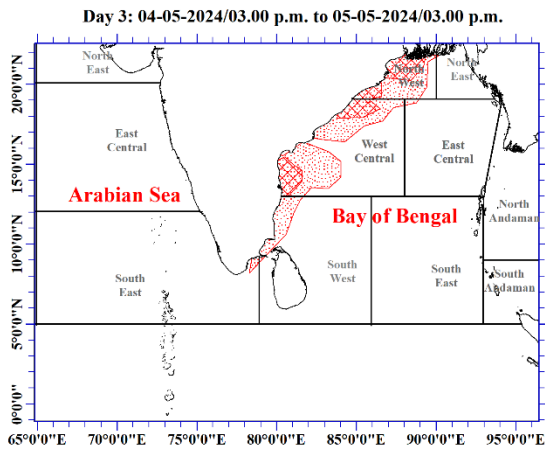 Day 3: 04-05-2024/03.00 p.m. to 05-05-2024/03.00 p.m.
North
East
North
West
North
East
20°0'0"N
East
Central
West
Central
East
Central
15°0'0"N
Arabian Sea
Bay of Bengal
North
Andaman
10°0'0"N
South
East
South
West
South
East
South
Andaman
5°0'0"N
0°0'0"
65°0'0"E 70°0'0"E 75°0'0"E 80°0'0"E 85°0'0"E 90°0'0"E 95°0'0"E